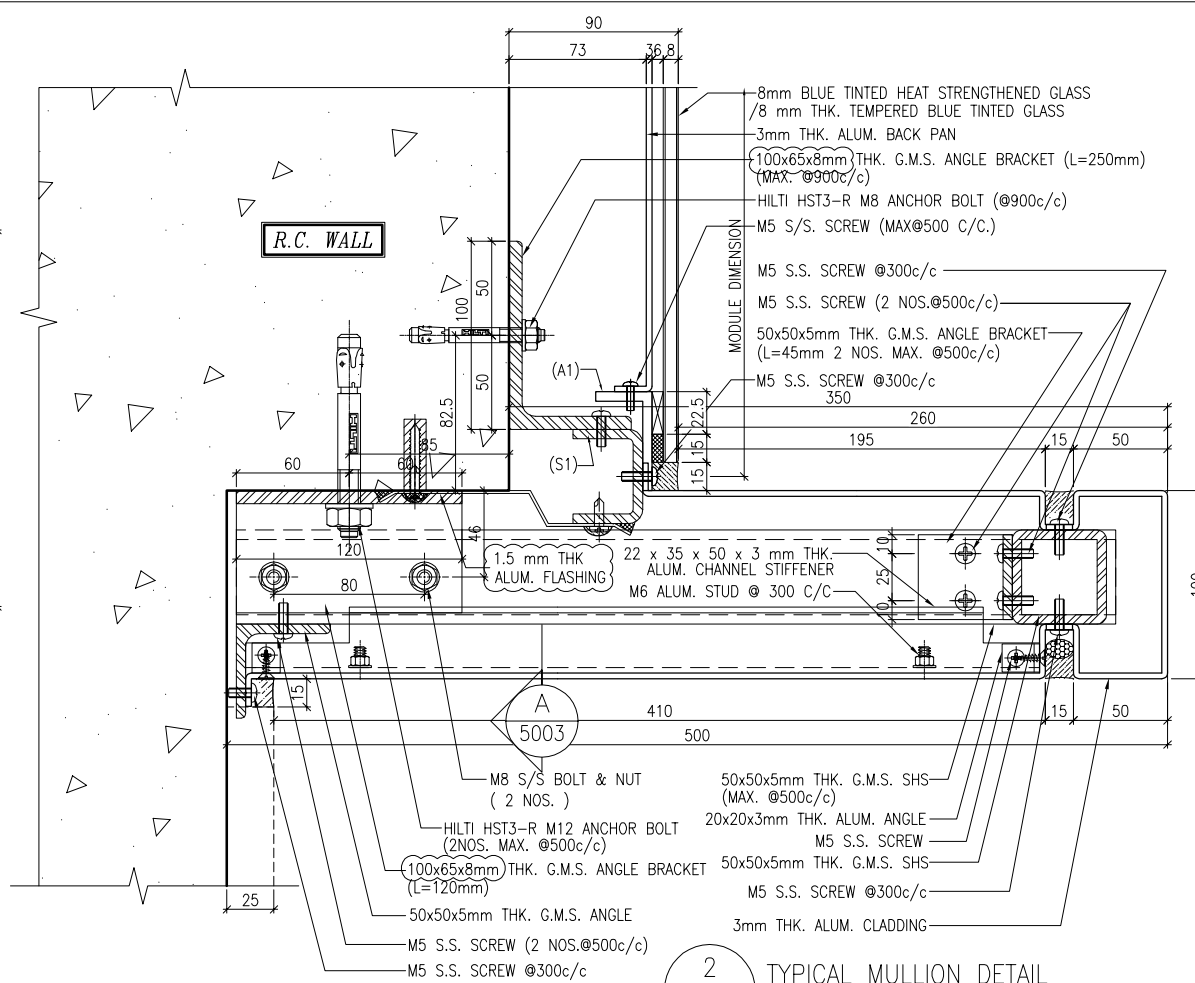 90
73
3
6
8
8mm BLUE TINTED HEAT STRENGTHENED GLASS
/8 mm THK. TEMPERED BLUE TINTED GLASS
3mm THK. ALUM. BACK PAN
100x65x8mm THK. G.M.S. ANGLE BRACKET (L=250mm)
(MAX. @900c/c)
HILTI HST3-R M8 ANCHOR BOLT (@900c/c)
M5 S/S. SCREW (MAX@500 C/C.)
R.C. WALL
MODULE DIMENSION
M5 S.S. SCREW @300c/c
M5 S.S. SCREW (2 NOS.@500c/c)
50x50x5mm THK. G.M.S. ANGLE BRACKET
(L=45mm 2 NOS. MAX. @500c/c)
M5 S.S. SCREW @300c/c
100
50
50
82.5
(A1)
(S1)
22.5
15
15
350
260
195
15
50
60
60
85
46
120
80
1.5 mm THK
ALUM. FLASHING
22 x 35 x 50 x 3 mm THK.
ALUM. CHANNEL STIFFENER
M6 ALUM. STUD @ 300 C/C
10
25
15
410
15
50
500
A
5003
M8 S/S BOLT & NUT
( 2 NOS. )
HILTI HST3-R M12 ANCHOR BOLT
(2NOS. MAX. @500c/c)
100x65x8mm THK. G.M.S. ANGLE BRACKET
(L=120mm)
50x50x5mm THK. G.M.S. ANGLE
M5 S.S. SCREW (2 NOS.@500c/c)
M5 S.S. SCREW @300c/c
25
50x50x5mm THK. G.M.S. SHS
(MAX. @500c/c)
20x20x3mm THK. ALUM. ANGLE
M5 S.S. SCREW
50x50x5mm THK. G.M.S. SHS
M5 S.S. SCREW @300c/c
3mm THK. ALUM. CLADDING
2
TYPICAL MULLION DETAIL